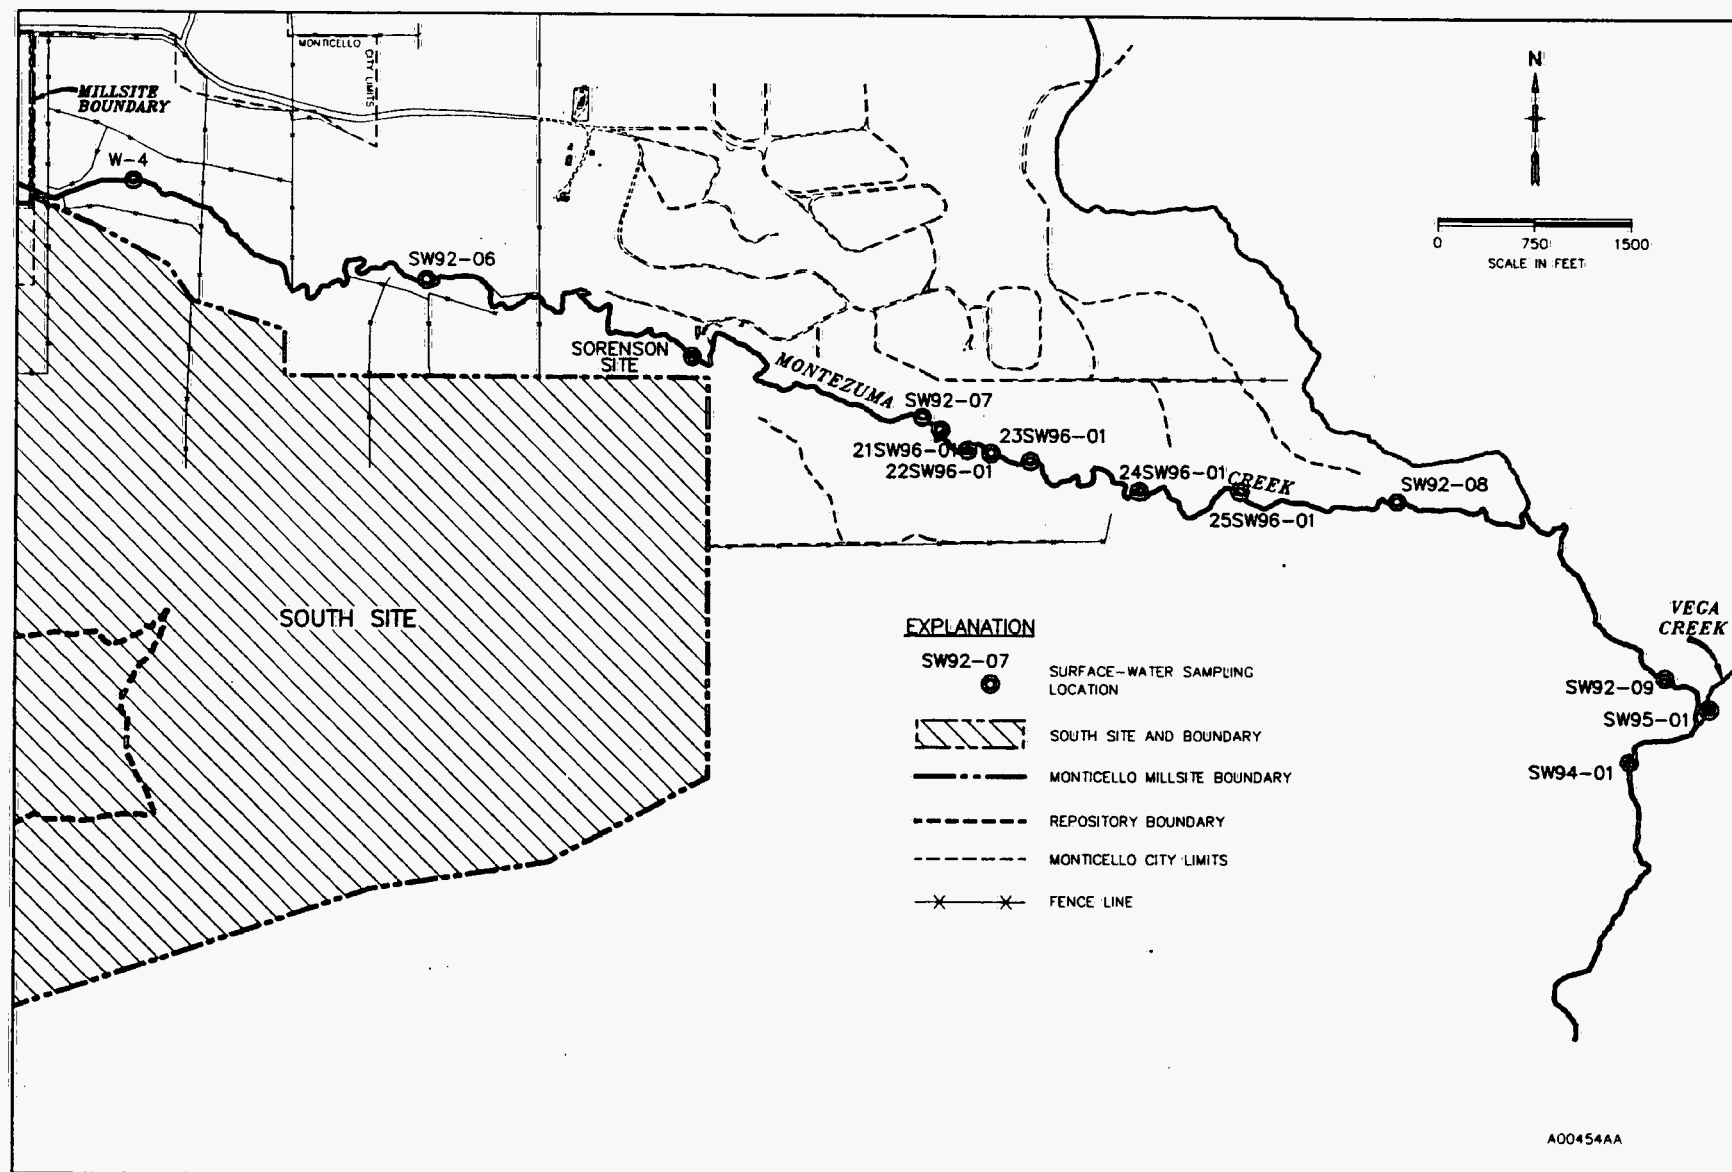 MONTICELLO
CITY LIMITS
N
MILLSITE
BOUNDARY
W-4
0 750 1500
SCALE IN FEET
SW92-06
SORENSON
SITE
MONTEZUMA
SW92-07
21SW96-01
23SW96-01
22SW96-01
24SW96-01
CREEK
SW92-08
25SW96-01
SOUTH SITE
VEGA
CREEK
SW92-09
SW95-01
SW94-01
EXPLANATION
SW92-07
SURFACE-WATER SAMPLING
LOCATION
SOUTH SITE AND BOUNDARY
MONTICELLO MILLSITE BOUNDARY
REPOSITORY BOUNDARY
MONTICELLO CITY LIMITS
FENCE LINE
A00454AA